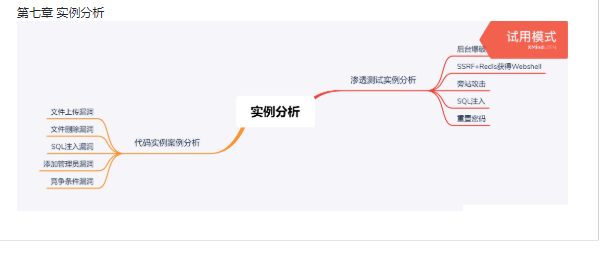 第七章 实例分析
试用模式
XMind:ZEN
后台爆破
SSRF+Redis获得Webshell
渗透测试实例分析
旁站攻击
SQL注入
重置密码
实例分析
文件上传漏洞
文件删除漏洞
代码实例案例分析
SQL注入漏洞
添加管理员漏洞
竞争条件漏洞